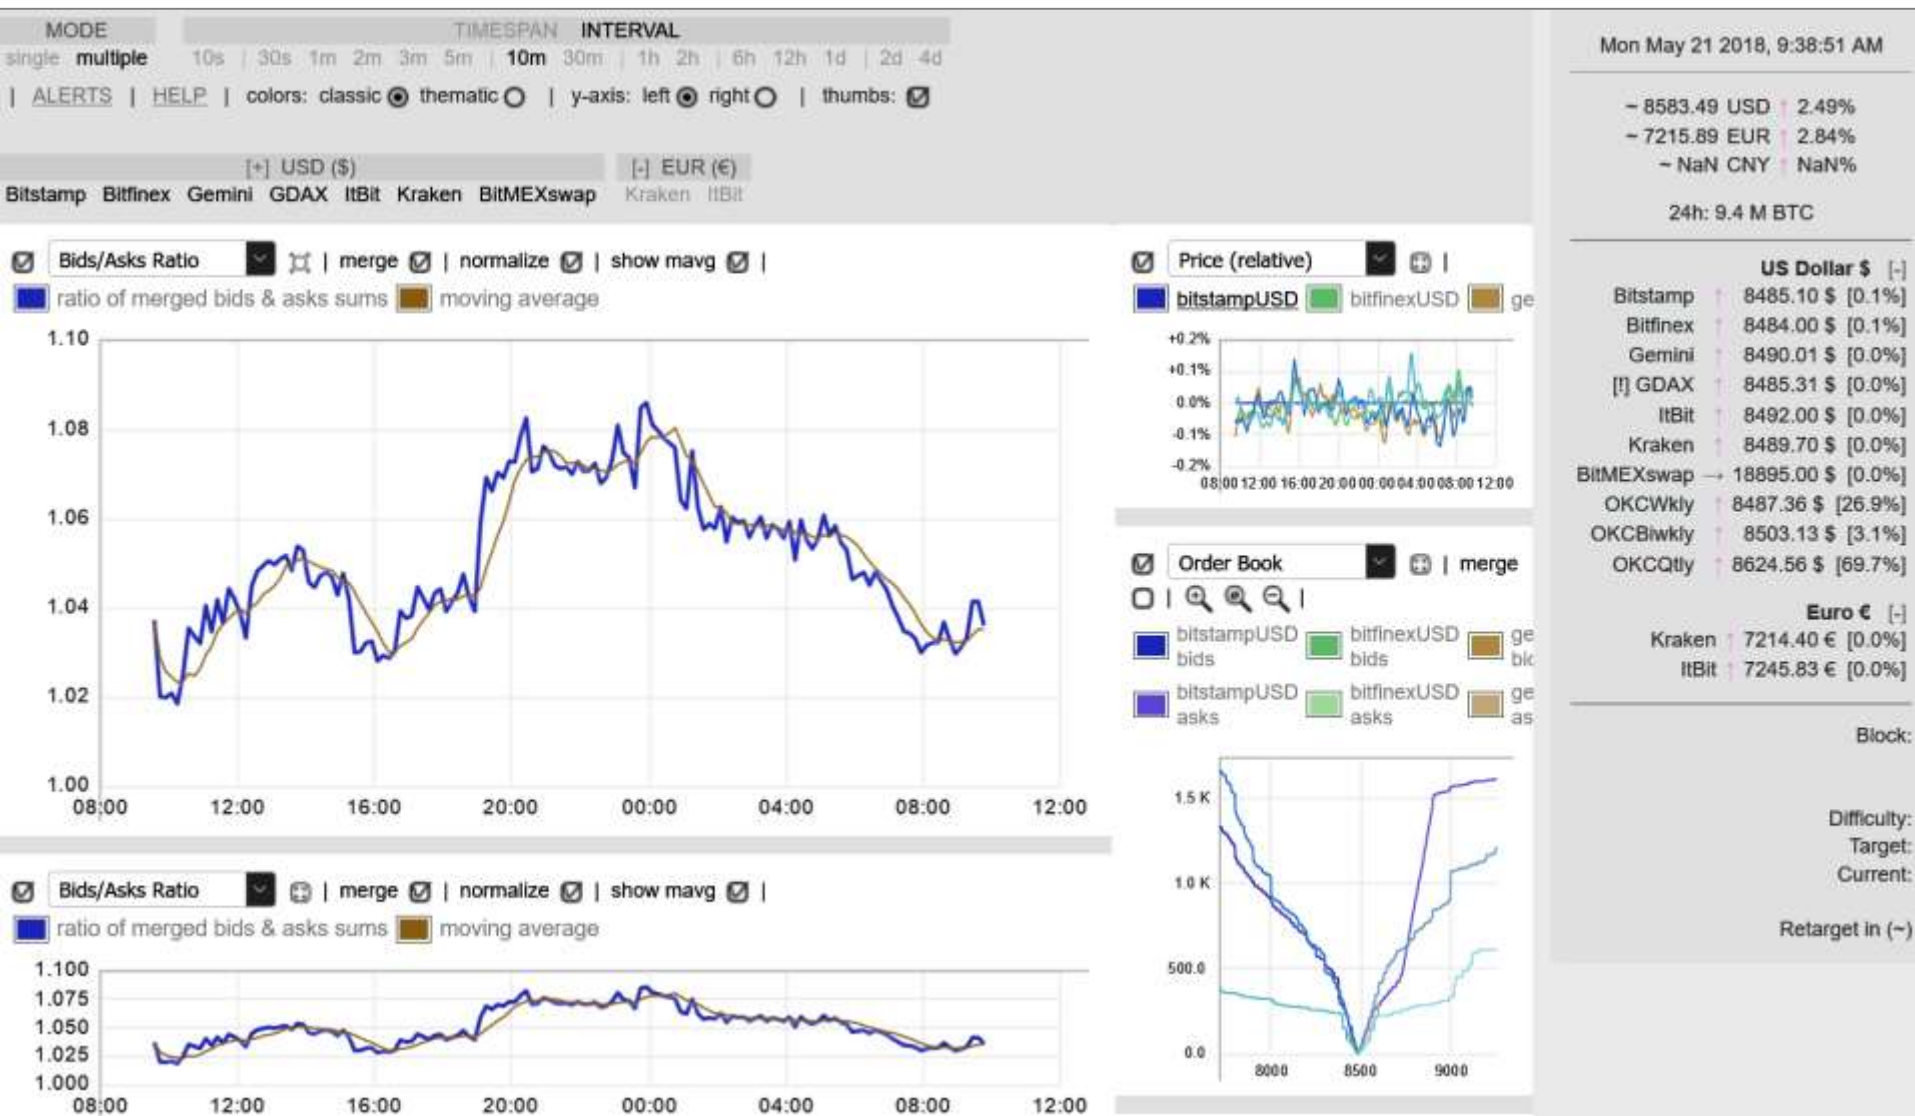 MODE TIMESPAN INTERVAL
single multiple 10s | 30s 1m 2m 3m 5m | 10m 30m | 1h 2h | 6h 12h 1d | 2d 4d
| ALERTS | HELP | colors: classic thematic | y-axis: left right | thumbs:
[+] USD ($) [-] EUR (€)
Bitstamp Bitfinex Gemini GDAX ItBit Kraken BitMEXswap Kraken ItBit
Bids/Asks Ratio | merge | normalize | show mavg |
ratio of merged bids & asks sums moving average
1.10
1.08
1.06
1.04
1.02
1.00
08:00 12:00 16:00 20:00 00:00 04:00 08:00 12:00
Bids/Asks Ratio | merge | normalize | show mavg |
ratio of merged bids & asks sums moving average
1.100
1.075
1.050
1.025
1.000
08:00 12:00 16:00 20:00 00:00 04:00 08:00 12:00
Price (relative) |
bitstampUSD bitfinexUSD ge
+0.2%
+0.1%
0.0%
-0.1%
-0.2%
08:00 12:00 16:00 20:00 00:00 04:00 08:00 12:00
Order Book | merge
| |
bitstampUSD bids bitfinexUSD bids ge bid
bitstampUSD asks bitfinexUSD asks ge as
1.5 K
1.0 K
500.0
0.0
8000 8500 9000
Mon May 21 2018, 9:38:51 AM
~ 8583.49 USD ↑ 2.49%
~ 7215.89 EUR ↑ 2.84%
~ NaN CNY ↑ NaN%
24h: 9.4 M BTC
US Dollar $ [-]
Bitstamp ↑ 8485.10 $ [0.1%]
Bitfinex ↑ 8484.00 $ [0.1%]
Gemini ↑ 8490.01 $ [0.0%]
[!] GDAX ↑ 8485.31 $ [0.0%]
ItBit ↑ 8492.00 $ [0.0%]
Kraken ↑ 8489.70 $ [0.0%]
BitMEXswap → 18895.00 $ [0.0%]
OKCWkly ↑ 8487.36 $ [26.9%]
OKCBiwkly ↑ 8503.13 $ [3.1%]
OKCQtly ↑ 8624.56 $ [69.7%]
Euro € [-]
Kraken ↑ 7214.40 € [0.0%]
ItBit ↑ 7245.83 € [0.0%]
Block:
Difficulty:
Target:
Current:
Retarget in (~)